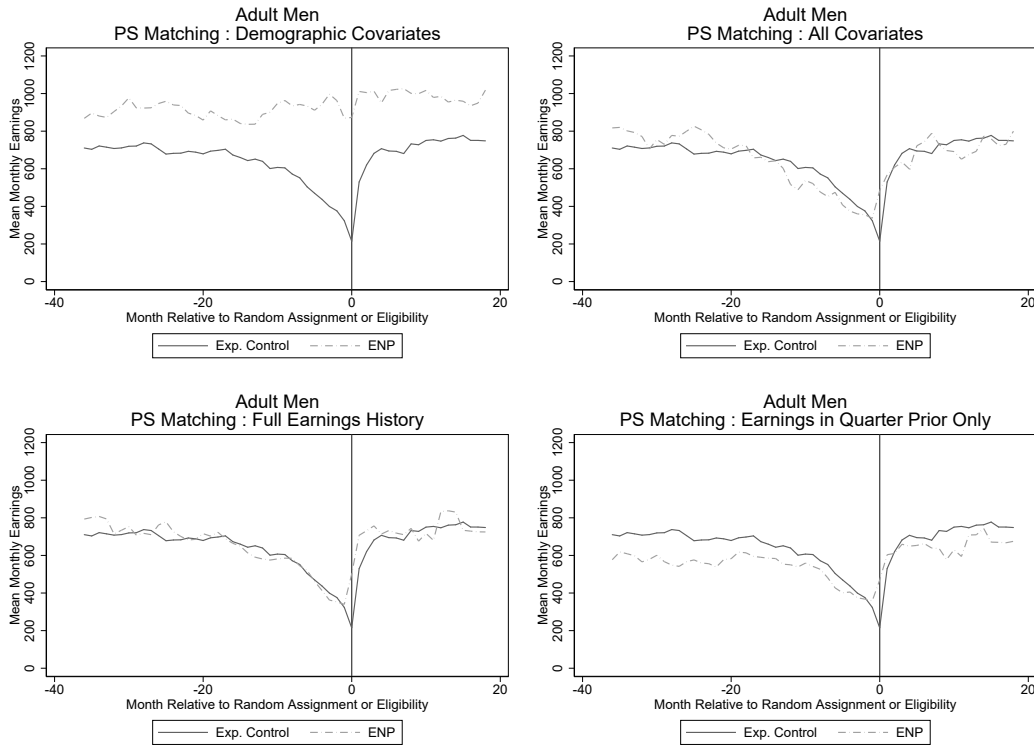 Adult Men
PS Matching : Demographic Covariates
Mean Monthly Earnings
0 200 400 600 800 1000 1200
-40 -20 0 20
Month Relative to Random Assignment or Eligibility
Exp. Control ENP
Adult Men
PS Matching : All Covariates
Mean Monthly Earnings
0 200 400 600 800 1000 1200
-40 -20 0 20
Month Relative to Random Assignment or Eligibility
Exp. Control ENP
Adult Men
PS Matching : Full Earnings History
Mean Monthly Earnings
0 200 400 600 800 1000 1200
-40 -20 0 20
Month Relative to Random Assignment or Eligibility
Exp. Control ENP
Adult Men
PS Matching : Earnings in Quarter Prior Only
Mean Monthly Earnings
0 200 400 600 800 1000 1200
-40 -20 0 20
Month Relative to Random Assignment or Eligibility
Exp. Control ENP